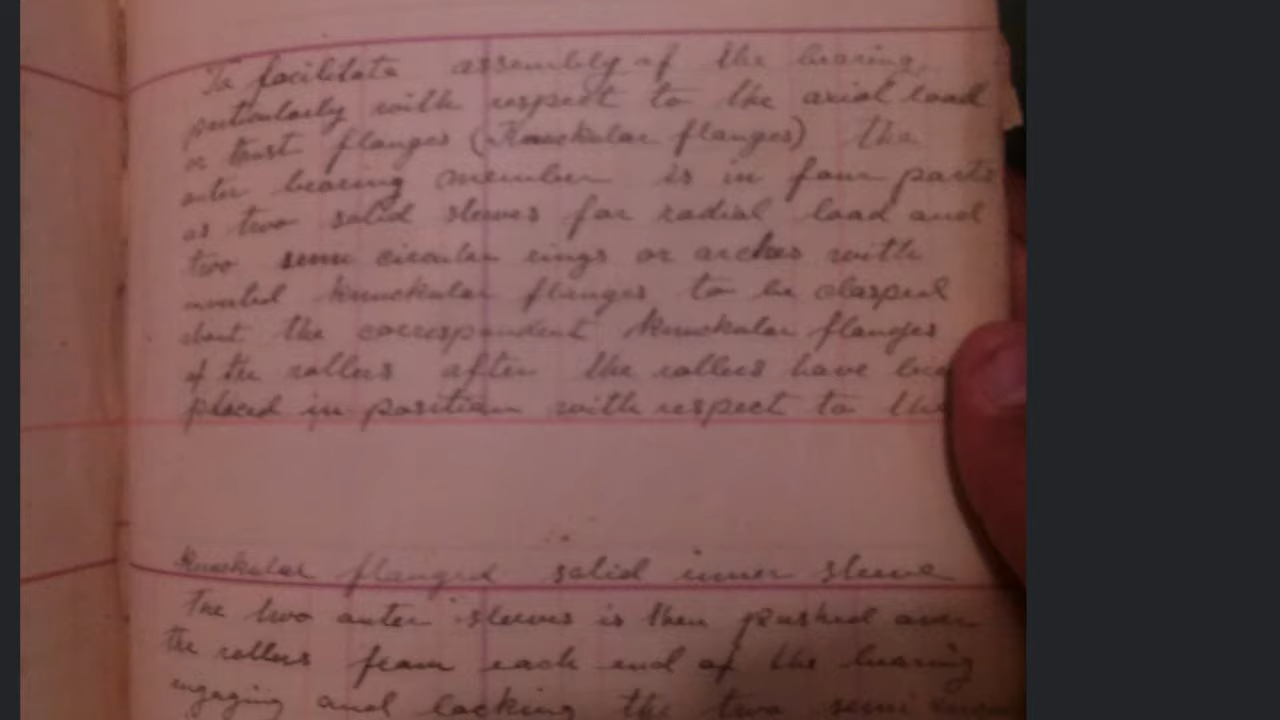 To facilitate assembly of the bearing,
perticularly with respect to the axial load
or trust flanges (Knuckular flanges) the
outer bearing member is in four parts
as two solid sleeves for radial load and
two semi circular rings or arches with
inverted knuckular flanges to be clasped
about the correspondent knuckular flanges
of the rollers after the rollers have
placed in position with respect to the
knuckular flanged solid inner sleeve
The two outer sleeves is then pushed over
the rollers from each end of the bearing
engaging and locking the two semi